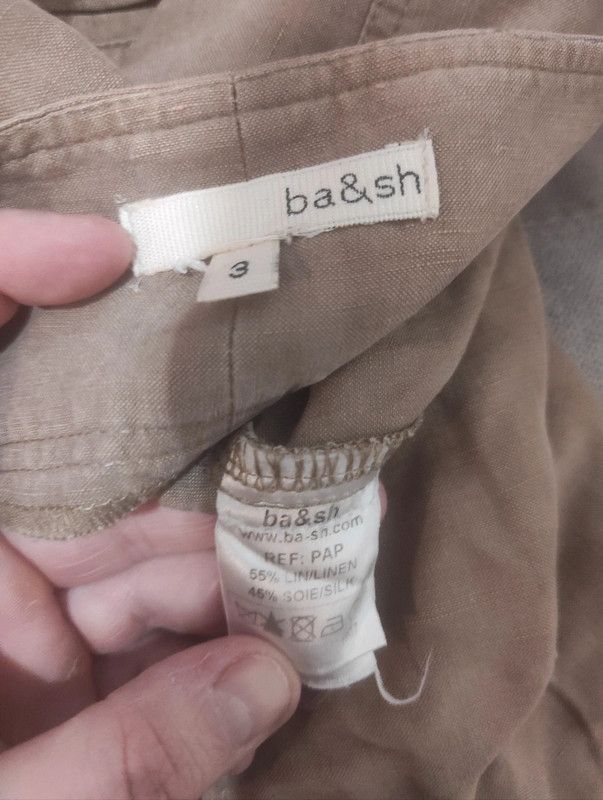 ba&sh
3
ba&sh
www.ba-sh.com
REF: PAP
55% LIN/LINEN
45% SOIE/SILK